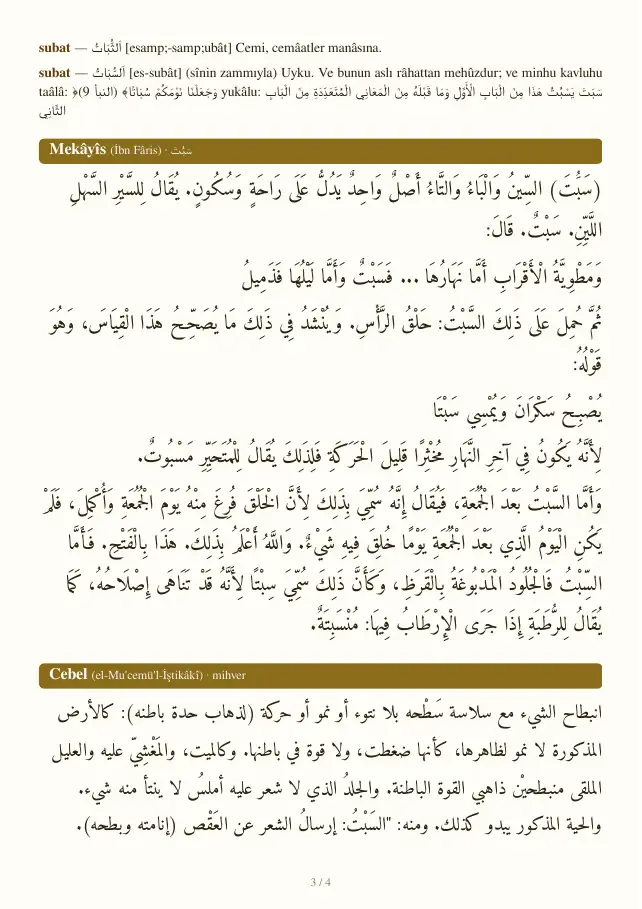 subat — اَلثُّبَاتُ [esamp;-samp;ubât] Cemi, cemâatler manâsına.
subat — اَلسُّبَاتُ [es-subât] (sînin zammıyla) Uyku. Ve bunun aslı râhattan mehûzdur; ve minhu kavluhu
taâlâ: ﴿وَجَعَلْنَا نَوْمَكُمْ سُبَاتًا﴾ (النبأ 9) yukâlu: سَبَتَ يَسْبُتُ هَذَا مِنَ الْبَابِ الْأَوَّلِ وَمَا قَبْلَهُ مِنَ الْمَعَانِي الْمُتَعَدِّدَةِ مِنَ الْبَابِ
الثَّانِي
Mekâyîs (İbn Fâris) · سَبَُتَ
(سَبَُتَ) السِّينُ وَالْبَاءُ وَالتَّاءُ أَصْلٌ وَاحِدٌ يَدُلُّ عَلَى رَاحَةٍ وَسُكُونٍ. يُقَالُ لِلسَّيْرِ السَّهْلِ
اللَّيِّنِ. سَبْتٌ. قَالَ:
وَمَطْوِيَّةُ الْأَقْرَابِ أَمَّا نَهَارُهَا ... فَسَبْتٌ وَأَمَّا لَيْلُهَا فَذَمِيلُ
ثُمَّ حُمِلَ عَلَى ذَلِكَ السَّبْتُ: حَلْقُ الرَّأْسِ. وَيُنْشَدُ فِي ذَلِكَ مَا يُصَحِّحُ هَذَا الْقِيَاسَ، وَهُوَ
قَوْلُهُ:
يُصْبِحُ سَكْرَانَ وَيُمْسِي سَبْتَا
لِأَنَّهُ يَكُونُ فِي آخِرِ النَّهَارِ مُخْثِرًا قَلِيلَ الْحَرَكَةِ فَلِذَلِكَ يُقَالُ لِلْمُتَحَيِّرِ مَسْبُوتٌ.
وَأَمَّا السَّبْتُ بَعْدَ الْجُمُعَةِ، فَيُقَالُ إِنَّهُ سُمِّيَ بِذَلِكَ لِأَنَّ الْخَلْقَ فُرِغَ مِنْهُ يَوْمَ الْجُمُعَةِ وَأُكْمِلَ، فَلَمْ
يَكُنِ الْيَوْمُ الَّذِي بَعْدَ الْجُمُعَةِ يَوْمًا خُلِقَ فِيهِ شَيْءٌ. وَاللَّهُ أَعْلَمُ بِذَلِكَ. هَذَا بِالْفَتْحِ. فَأَمَّا
السِّبْتُ فَالْجُلُودُ الْمَدْبُوغَةُ بِالْقَرَظِ، وَكَأَنَّ ذَلِكَ سُمِّيَ سِبْتًا لِأَنَّهُ قَدْ تَنَاهَى إِصْلَاحُهُ، كَمَا
يُقَالُ لِلرُّطَبَةِ إِذَا جَرَى الْإِرْطَابُ فِيهَا: مُنْسَبِتَةٌ.
Cebel (el-Mu'cemü'l-İştikâkî) · mihver
انبطاح الشيء مع سلاسة سَطْحه بلا نتوء أو نمو أو حركة (لذهاب حدة باطنه): كالأرض
المذكورة لا نمو لظاهرها، كأنها ضغطت، ولا قوة في باطنها. وكالميت، والمَغْشِيّ عليه والعليل
الملقى منبطحيْن ذاهبي القوة الباطنة. والجلدُ الذي لا شعر عليه أملسُ لا ينتأ منه شيء.
والحية المذكور يبدو كذلك. ومنه: "السَبْتُ: إرسالُ الشعر عن العَقْص (إنامته وبطحه).
3 / 4